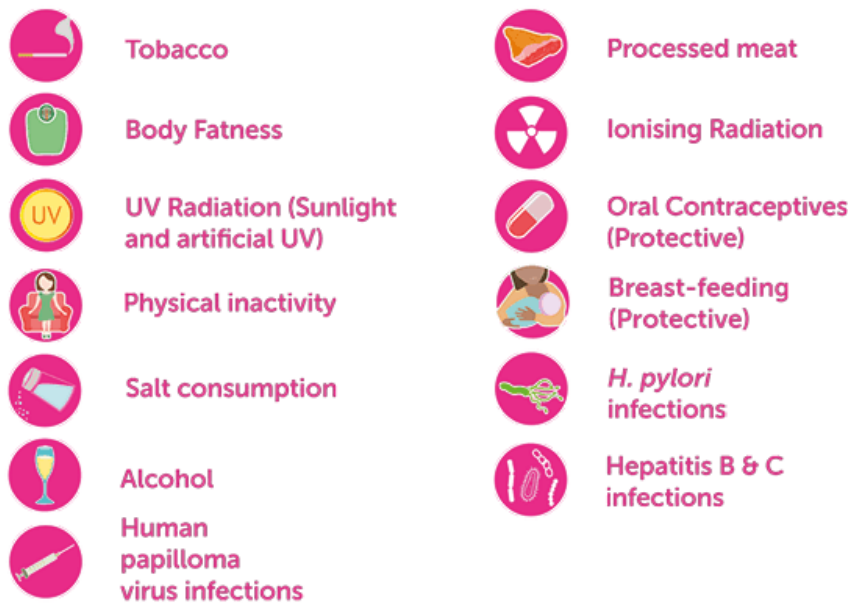 Tobacco
Body Fatness
UV
UV Radiation (Sunlight
and artificial UV)
Physical inactivity
Salt consumption
Alcohol
Human
papilloma
virus infections
Processed meat
Ionising Radiation
Oral Contraceptives
(Protective)
Breast-feeding
(Protective)
H. pylori
infections
Hepatitis B & C
infections